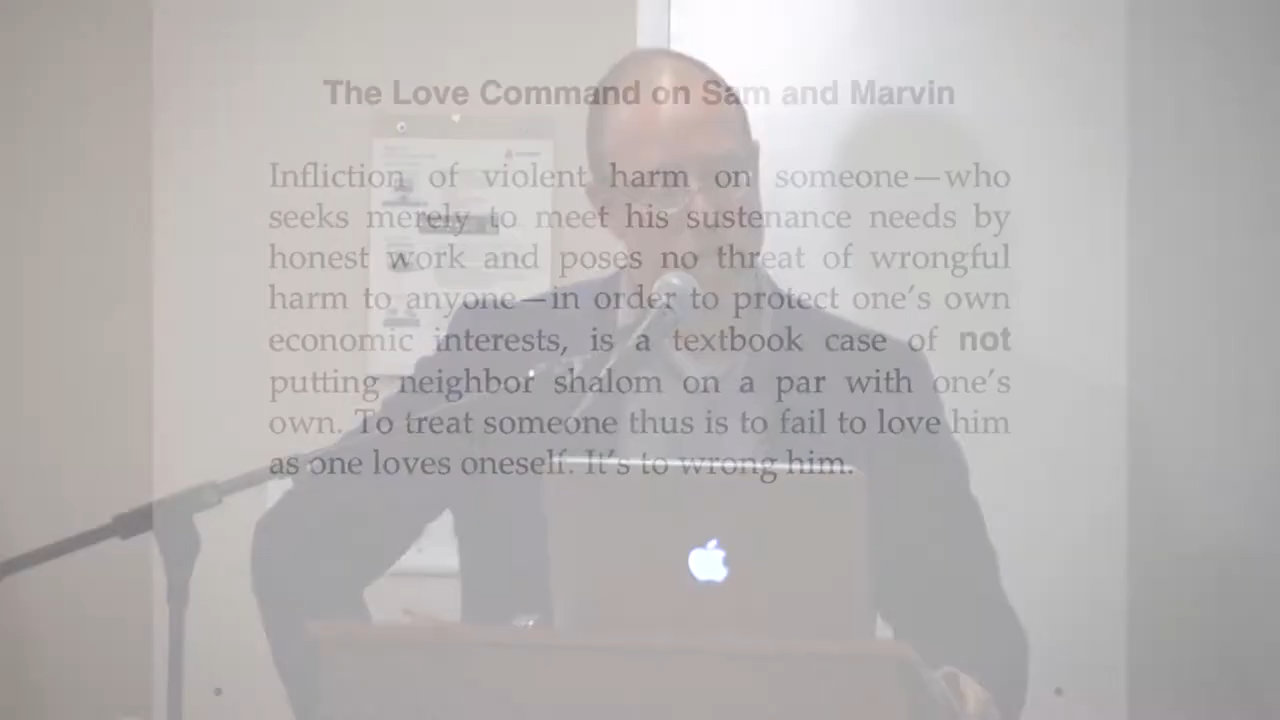 The Love Command on Sam and Marvin
Infliction of violent harm on someone—who
seeks merely to meet his sustenance needs by
honest work and poses no threat of wrongful
harm to anyone—in order to protect one's own
economic interests, is a textbook case of not
putting neighbor shalom on a par with one's
own. To treat someone thus is to fail to love him
as one loves oneself. It's to wrong him.